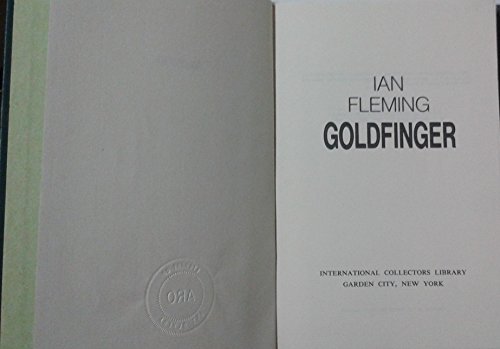 IAN
FLEMING
GOLDFINGER
INTERNATIONAL COLLECTORS LIBRARY
GARDEN CITY, NEW YORK